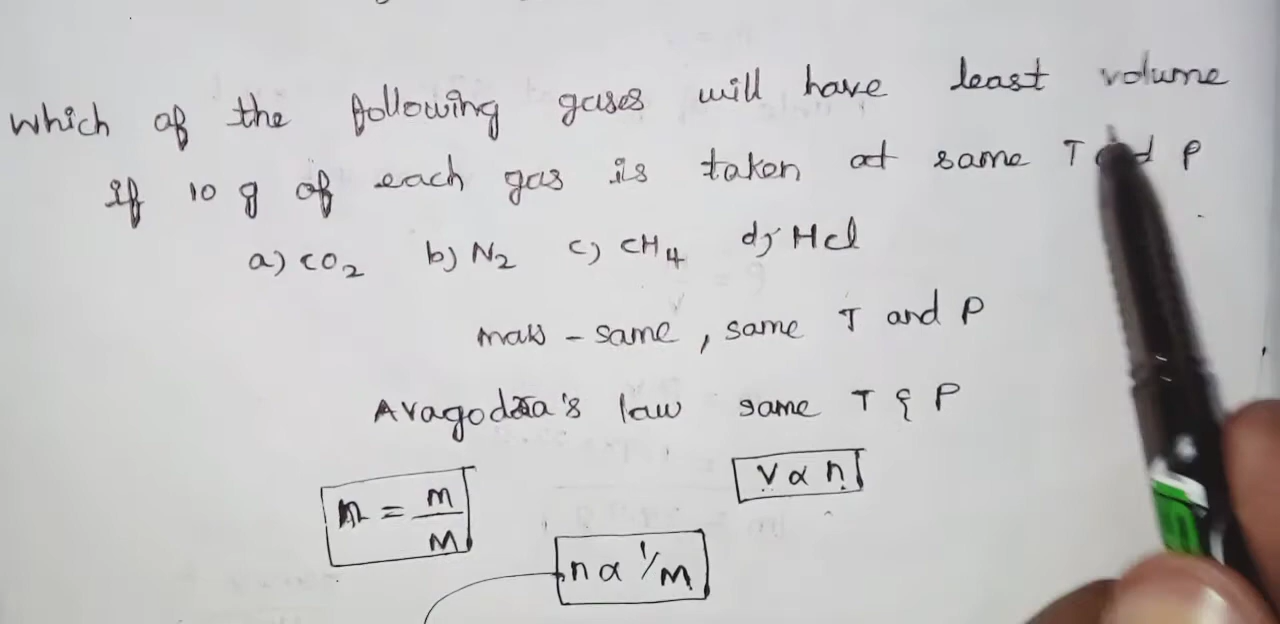 which of the following gases will have least volume
if 10 g of each gas is taken at same T and P
a) CO2 b) N2 c) CH4 d) Hcl
mass - same, same T and P
Avagodra's law same T & P
V ∝ n
n = m/M
n ∝ 1/M